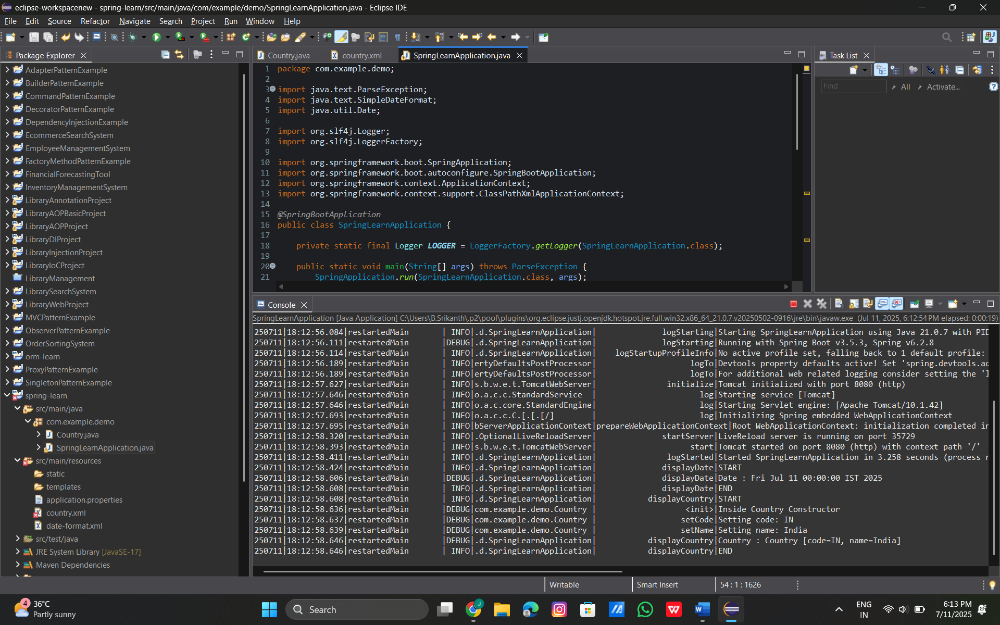 eclipse-workspacenew - spring-learn/src/main/java/com/example/demo/SpringLearnApplication.java - Eclipse IDE
File Edit Source Refactor Navigate Search Project Run Window Help
Package Explorer
AdapterPatternExample
BuilderPatternExample
CommandPatternExample
DecoratorPatternExample
DependencyInjectionExample
EcommerceSearchSystem
EmployeeManagementSystem
FactoryMethodPatternExample
FinancialForecastingTool
InventoryManagementSystem
LibraryAnnotationProject
LibraryAOPBasicProject
LibraryAOPProject
LibraryDIProject
LibraryInjectionProject
LibraryIoCProject
LibraryManagement
LibrarySearchSystem
LibraryWebProject
MVCPatternExample
ObserverPatternExample
OrderSortingSystem
orm-learn
ProxyPatternExample
SingletonPatternExample
spring-learn
src/main/java
com.example.demo
Country.java
SpringLearnApplication.java
src/main/resources
static
templates
application.properties
country.xml
date-format.xml
src/test/java
JRE System Library [JavaSE-17]
Maven Dependencies
Country.java country.xml SpringLearnApplication.java
1 package com.example.demo;
2
3 import java.text.ParseException;
4 import java.text.SimpleDateFormat;
5 import java.util.Date;
6
7 import org.slf4j.Logger;
8 import org.slf4j.LoggerFactory;
9
10 import org.springframework.boot.SpringApplication;
11 import org.springframework.boot.autoconfigure.SpringBootApplication;
12 import org.springframework.context.ApplicationContext;
13 import org.springframework.context.support.ClassPathXmlApplicationContext;
14
15 @SpringBootApplication
16 public class SpringLearnApplication {
17
18 private static final Logger LOGGER = LoggerFactory.getLogger(SpringLearnApplication.class);
19
20 public static void main(String[] args) throws ParseException {
21 SpringApplication.run(SpringLearnApplication.class, args);
Task List
Find All Activate...
Console
SpringLearnApplication [Java Application] C:\Users\B.Srikanth\.p2\pool\plugins\org.eclipse.justj.openjdk.hotspot.jre.full.win32.x86_64_21.0.7.v20250502-0916\jre\bin\javaw.exe (Jul 11, 2025, 6:12:54 PM elapsed: 0:00:19)
250711|18:12:56.084|restartedMain | INFO|.d.SpringLearnApplication| logStarting|Starting SpringLearnApplication using Java 21.0.7 with PID
250711|18:12:56.111|restartedMain |DEBUG|.d.SpringLearnApplication| logStarting|Running with Spring Boot v3.5.3, Spring v6.2.8
250711|18:12:56.114|restartedMain | INFO|.d.SpringLearnApplication| logStartupProfileInfo|No active profile set, falling back to 1 default profile:
250711|18:12:56.189|restartedMain | INFO|ertyDefaultsPostProcessor| logTo|Devtools property defaults active! Set 'spring.devtools.ad
250711|18:12:56.189|restartedMain | INFO|ertyDefaultsPostProcessor| logTo|For additional web related logging consider setting the 'l
250711|18:12:57.627|restartedMain | INFO|s.b.w.e.t.TomcatWebServer| initialize|Tomcat initialized with port 8080 (http)
250711|18:12:57.646|restartedMain | INFO|o.a.c.c.StandardService | log|Starting service [Tomcat]
250711|18:12:57.646|restartedMain | INFO|o.a.c.core.StandardEngine| log|Starting Servlet engine: [Apache Tomcat/10.1.42]
250711|18:12:57.693|restartedMain | INFO|o.a.c.c.C.[.[.[/] | log|Initializing Spring embedded WebApplicationContext
250711|18:12:57.695|restartedMain | INFO|bServerApplicationContext|prepareWebApplicationContext|Root WebApplicationContext: initialization completed in
250711|18:12:58.320|restartedMain | INFO|.OptionalLiveReloadServer| startServer|LiveReload server is running on port 35729
250711|18:12:58.393|restartedMain | INFO|s.b.w.e.t.TomcatWebServer| start|Tomcat started on port 8080 (http) with context path '/'
250711|18:12:58.411|restartedMain | INFO|.d.SpringLearnApplication| logStarted|Started SpringLearnApplication in 3.258 seconds (process r
250711|18:12:58.424|restartedMain | INFO|.d.SpringLearnApplication| displayDate|START
250711|18:12:58.606|restartedMain |DEBUG|.d.SpringLearnApplication| displayDate|Date : Fri Jul 11 00:00:00 IST 2025
250711|18:12:58.608|restartedMain | INFO|.d.SpringLearnApplication| displayDate|END
250711|18:12:58.608|restartedMain | INFO|.d.SpringLearnApplication| displayCountry|START
250711|18:12:58.636|restartedMain |DEBUG|com.example.demo.Country | <init>|Inside Country Constructor
250711|18:12:58.637|restartedMain |DEBUG|com.example.demo.Country | setCode|Setting code: IN
250711|18:12:58.639|restartedMain |DEBUG|com.example.demo.Country | setName|Setting name: India
250711|18:12:58.646|restartedMain |DEBUG|.d.SpringLearnApplication| displayCountry|Country : Country [code=IN, name=India]
250711|18:12:58.646|restartedMain | INFO|.d.SpringLearnApplication| displayCountry|END
Writable Smart Insert 54 : 1 : 1626
4
36°C
Partly sunny
Search
J
ENG
IN
6:13 PM
7/11/2025